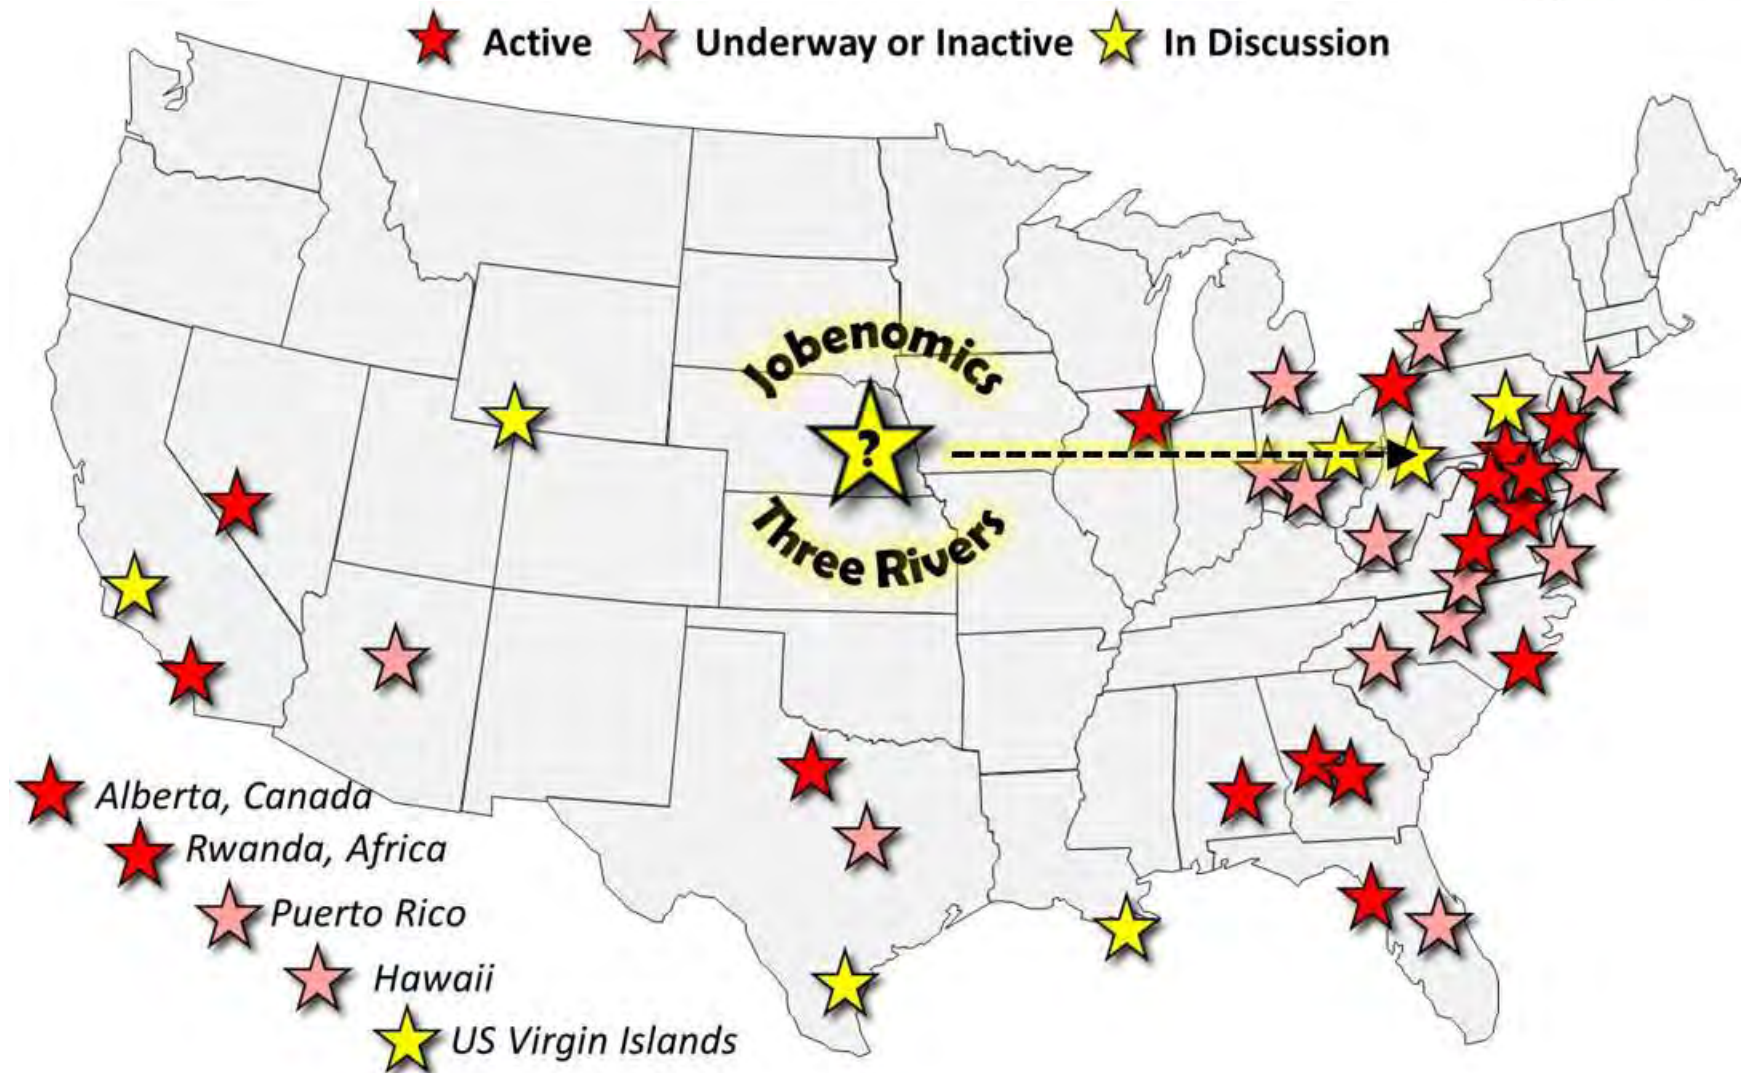 Active Underway or Inactive In Discussion
Jobenomics
?
Three Rivers
Alberta, Canada
Rwanda, Africa
Puerto Rico
Hawaii
US Virgin Islands